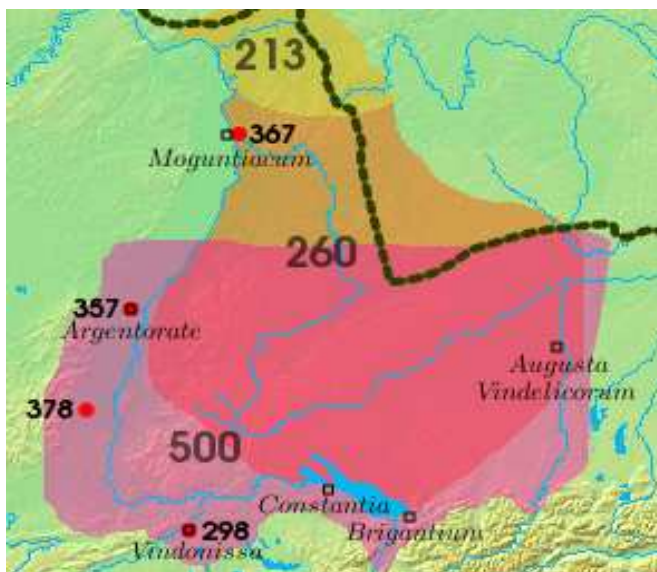 213
367
Moguntiacum
260
357
Argentorate
Augusta
Vindelicorum
378
500
Constantia
298
Brigantium
Vindonissa